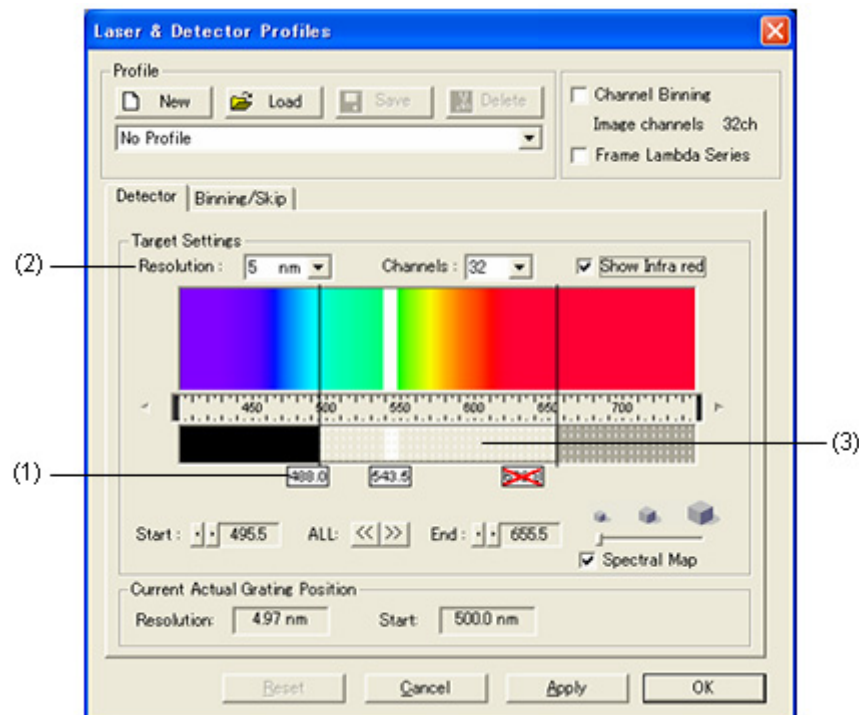 Laser & Detector Profiles
Profile
New Load Save Delete
No Profile
Channel Binning
Image channels 32ch
Frame Lambda Series
Detector Binning/Skip
Target Settings
(2) Resolution : 5 nm Channels : 32 Show Infra red
450 500 550 600 650 700
(3)
(1) 488.0 543.5
Start : 495.5 ALL: << >> End : 655.5
Spectral Map
Current Actual Grating Position
Resolution: 4.97 nm Start: 500.0 nm
Reset Cancel Apply OK